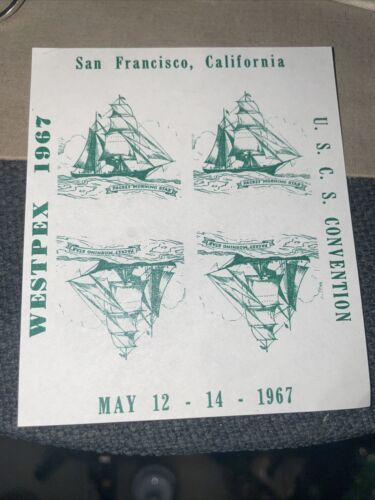 San Francisco, California
WESTPEX 1967
U. S. C. S. CONVENTION
PACKET MORNING STAR
PACKET MORNING STAR
PACKET MORNING STAR
PACKET MORNING STAR
MAY 12 - 14 - 1967